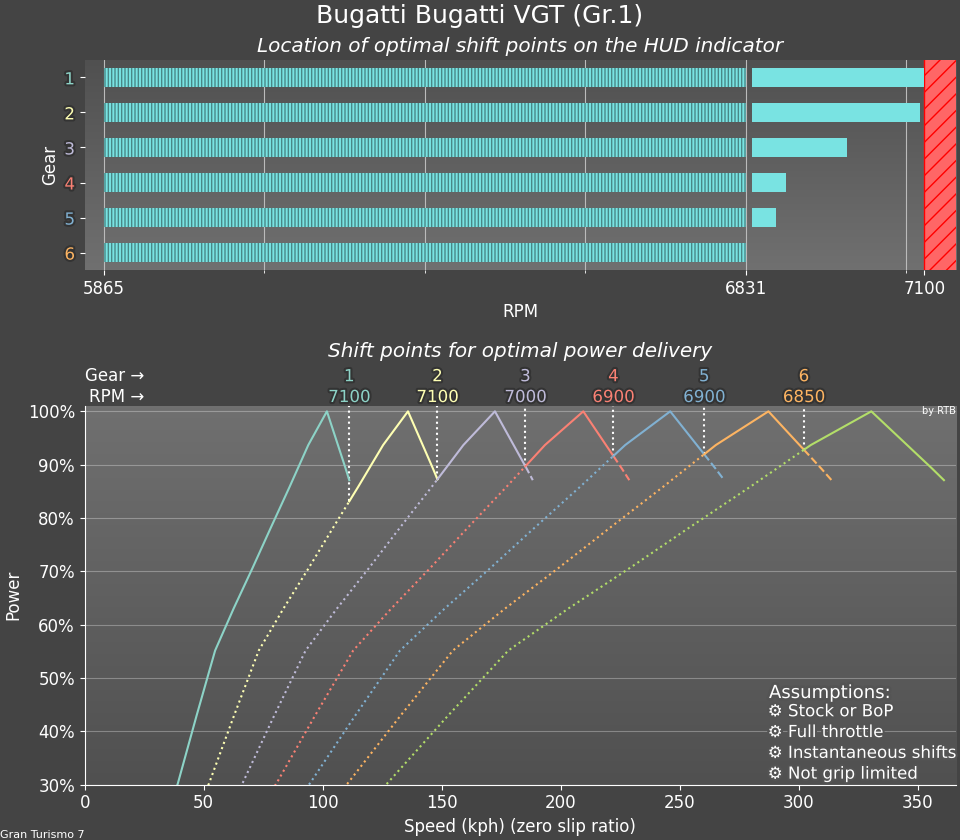 Bugatti Bugatti VGT (Gr.1)
Location of optimal shift points on the HUD indicator
Gear
1
2
3
4
5
6
5865 6831 7100
RPM
Shift points for optimal power delivery
Gear → 1 2 3 4 5 6
RPM → 7100 7100 7000 6900 6900 6850
by RTB
Power
100%
90%
80%
70%
60%
50%
40%
30%
Assumptions:
⚙ Stock or BoP
⚙ Full throttle
⚙ Instantaneous shifts
⚙ Not grip limited
0 50 100 150 200 250 300 350
Speed (kph) (zero slip ratio)
Gran Turismo 7